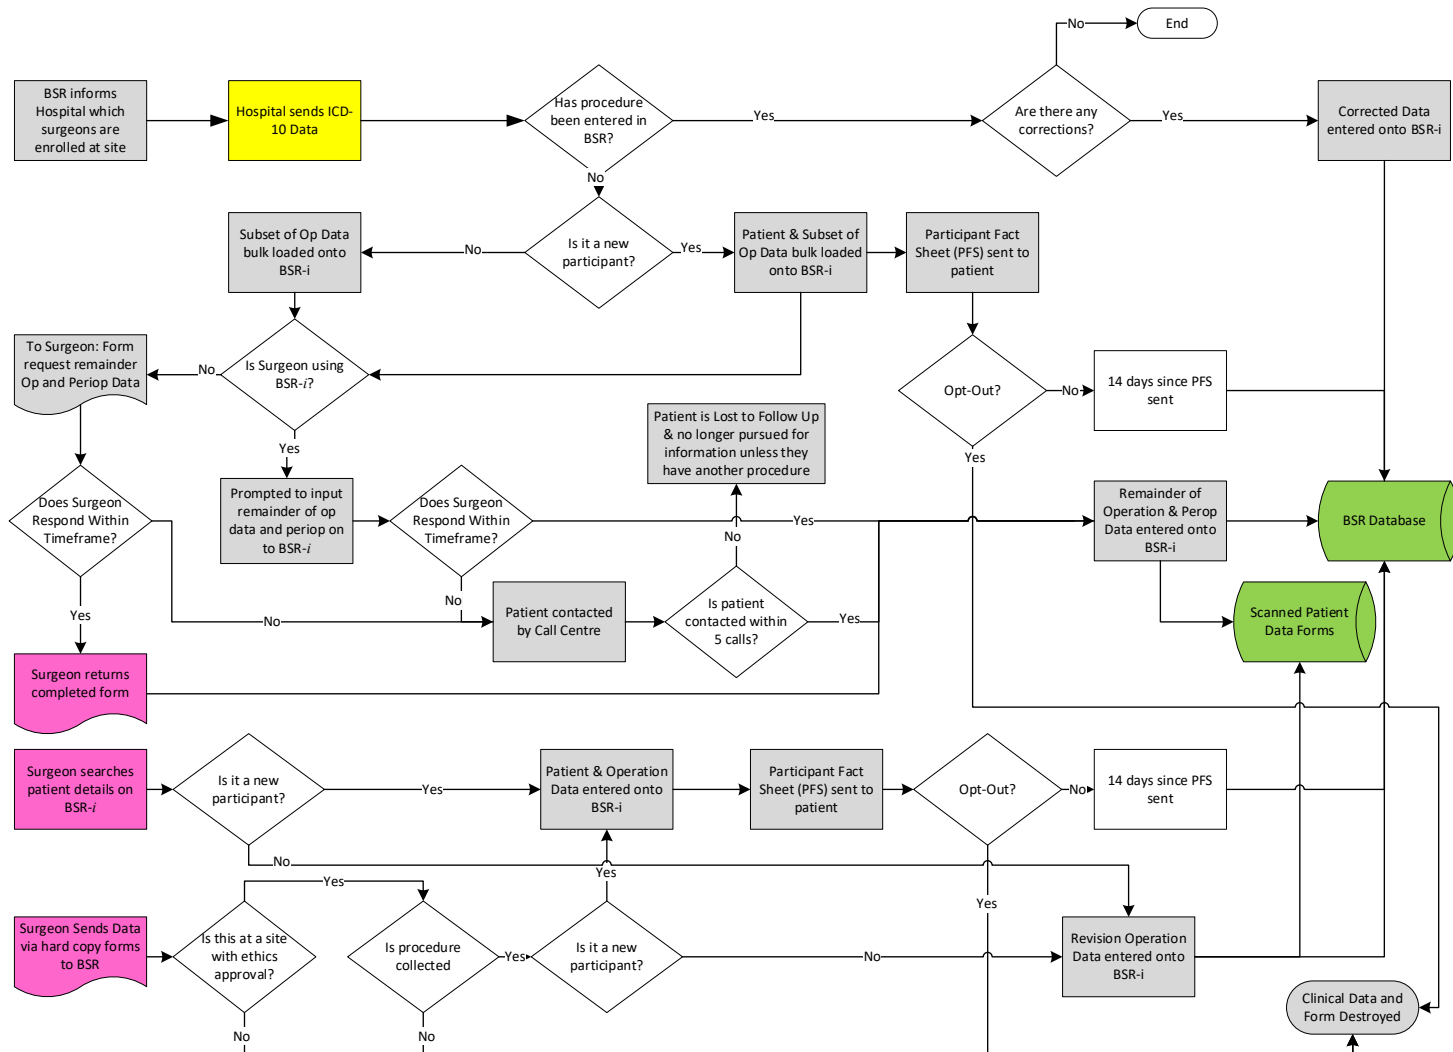 No
End
BSR informs
Hospital which
surgeons are
enrolled at site
Hospital sends ICD-
10 Data
Has procedure
been entered in
BSR?
Yes
Are there any
corrections?
Yes
Corrected Data
entered onto BSR-i
No
Subset of Op Data
bulk loaded onto
BSR-i
No
Is it a new
participant?
Yes
Patient & Subset of
Op Data bulk loaded
onto BSR-i
Participant Fact
Sheet (PFS) sent to
patient
To Surgeon: Form
request remainder
Op and Periop Data
No
Is Surgeon using
BSR-i?
Opt-Out?
No
14 days since PFS
sent
Yes
Patient is Lost to Follow Up
& no longer pursued for
information unless they
have another procedure
Yes
Does Surgeon
Respond Within
Timeframe?
Prompted to input
remainder of op
data and periop on
to BSR-i
Does Surgeon
Respond Within
Timeframe?
Yes
Remainder of
Operation & Perop
Data entered onto
BSR-i
BSR Database
No
Yes
No
No
Patient contacted
by Call Centre
Is patient
contacted within
5 calls?
Yes
Scanned Patient
Data Forms
Surgeon returns
completed form
Surgeon searches
patient details on
BSR-i
Is it a new
participant?
Yes
Patient & Operation
Data entered onto
BSR-i
Participant Fact
Sheet (PFS) sent to
patient
Opt-Out?
No
14 days since PFS
sent
No
Yes
Yes
Yes
Surgeon Sends Data
via hard copy forms
to BSR
Is this at a site
with ethics
approval?
Is procedure
collected
Yes
Is it a new
participant?
No
Revision Operation
Data entered onto
BSR-i
Clinical Data and
Form Destroyed
No
No